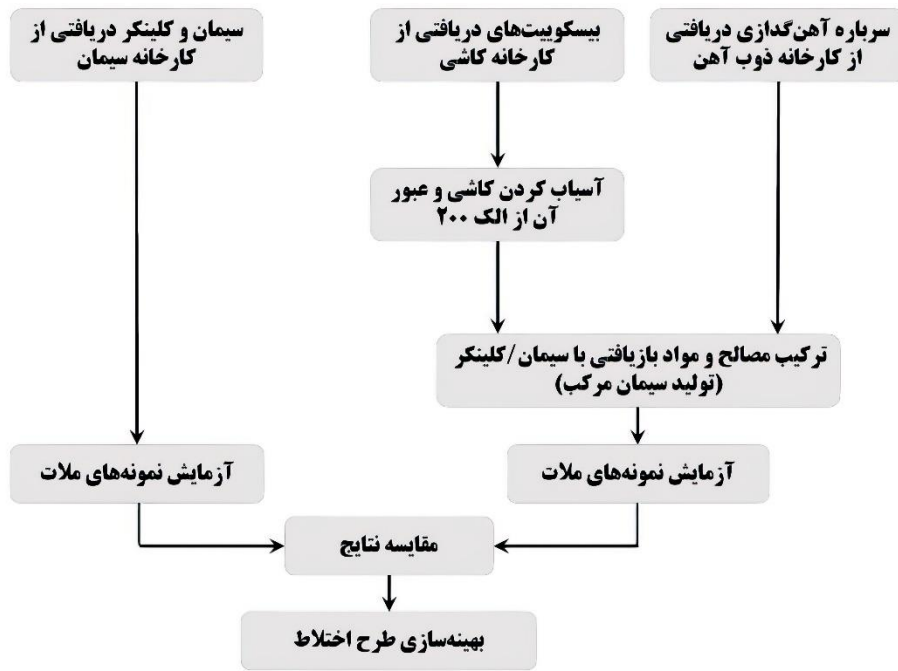 سرباره آهن‌گدازی دریافتی
از کارخانه ذوب آهن
بیسکوییت‌های دریافتی از
کارخانه کاشی
سیمان و کلینکر دریافتی از
کارخانه سیمان
آسیاب کردن کاشی و عبور
آن از الک ۲۰۰
ترکیب مصالح و مواد بازیافتی با سیمان/کلینکر
(تولید سیمان مرکب)
آزمایش نمونه‌های ملات
آزمایش نمونه‌های ملات
مقایسه نتایج
بهینه‌سازی طرح اختلاط